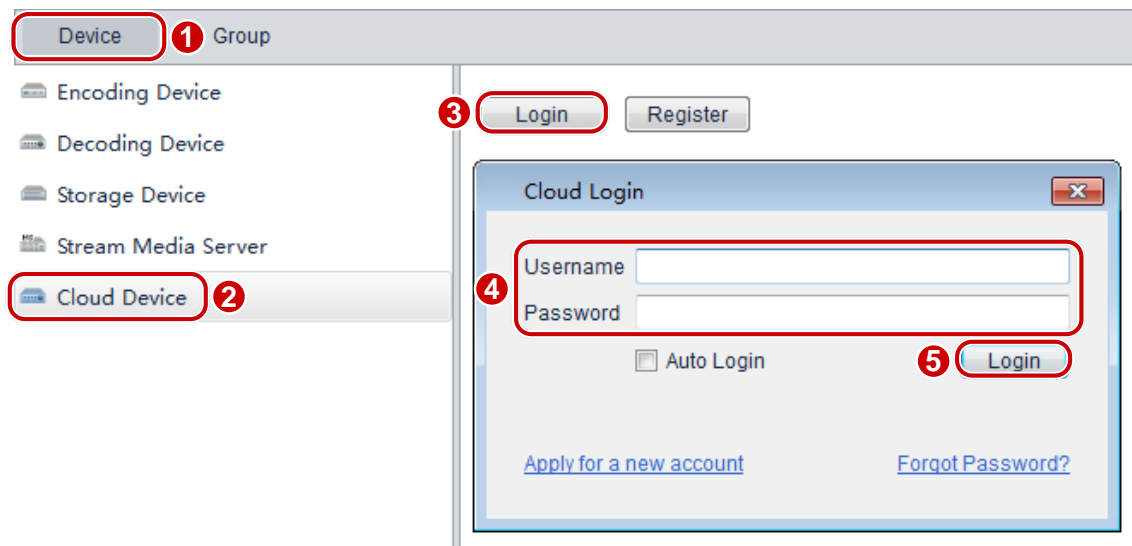 Device 1 Group
Encoding Device
Decoding Device
Storage Device
MS Stream Media Server
Cloud Device 2
3 Login Register
Cloud Login
4
Username
Password
Auto Login 5 Login
Apply for a new account Forgot Password?